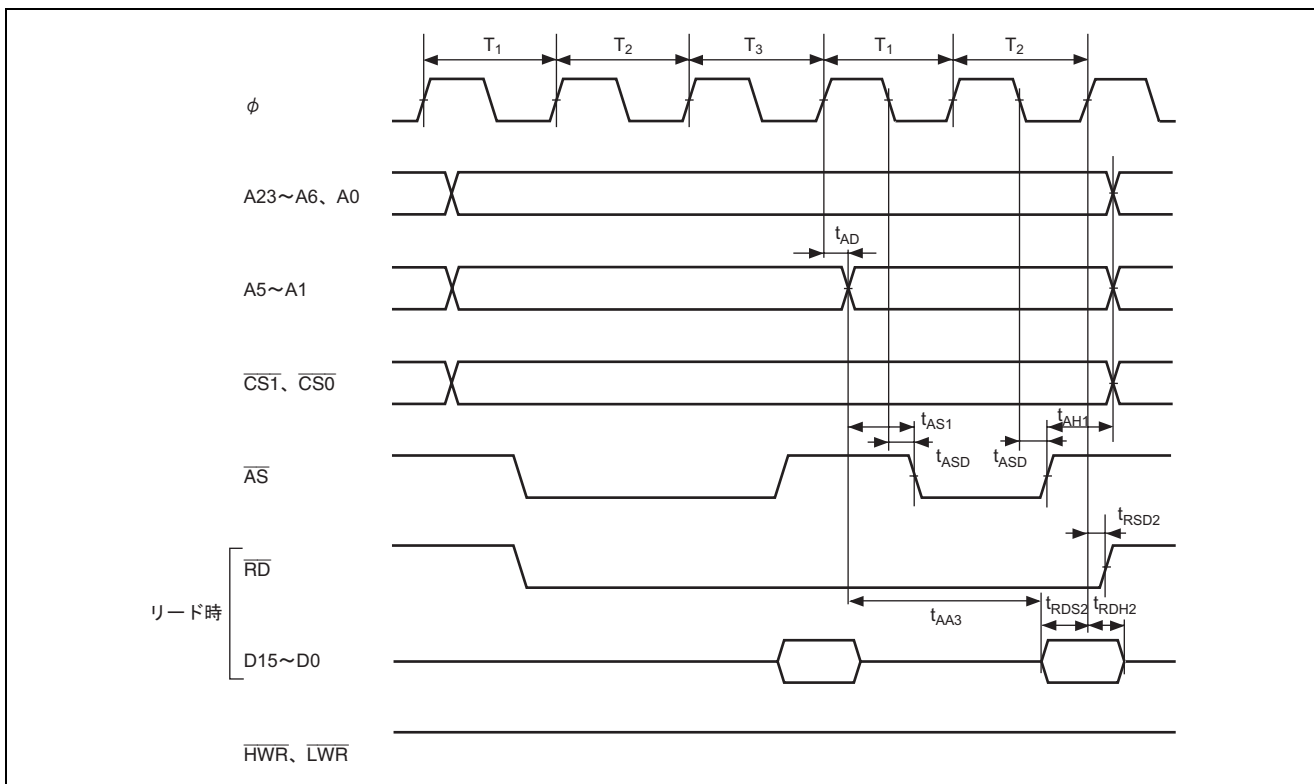 T1 T2 T3 T1 T2
φ
A23～A6、A0
tAD
A5～A1
CS1、CS0
tAS1 tAH1
tASD tASD
AS
tRSD2
RD
リード時
tAA3 tRDS2 tRDH2
D15～D0
HWR、LWR